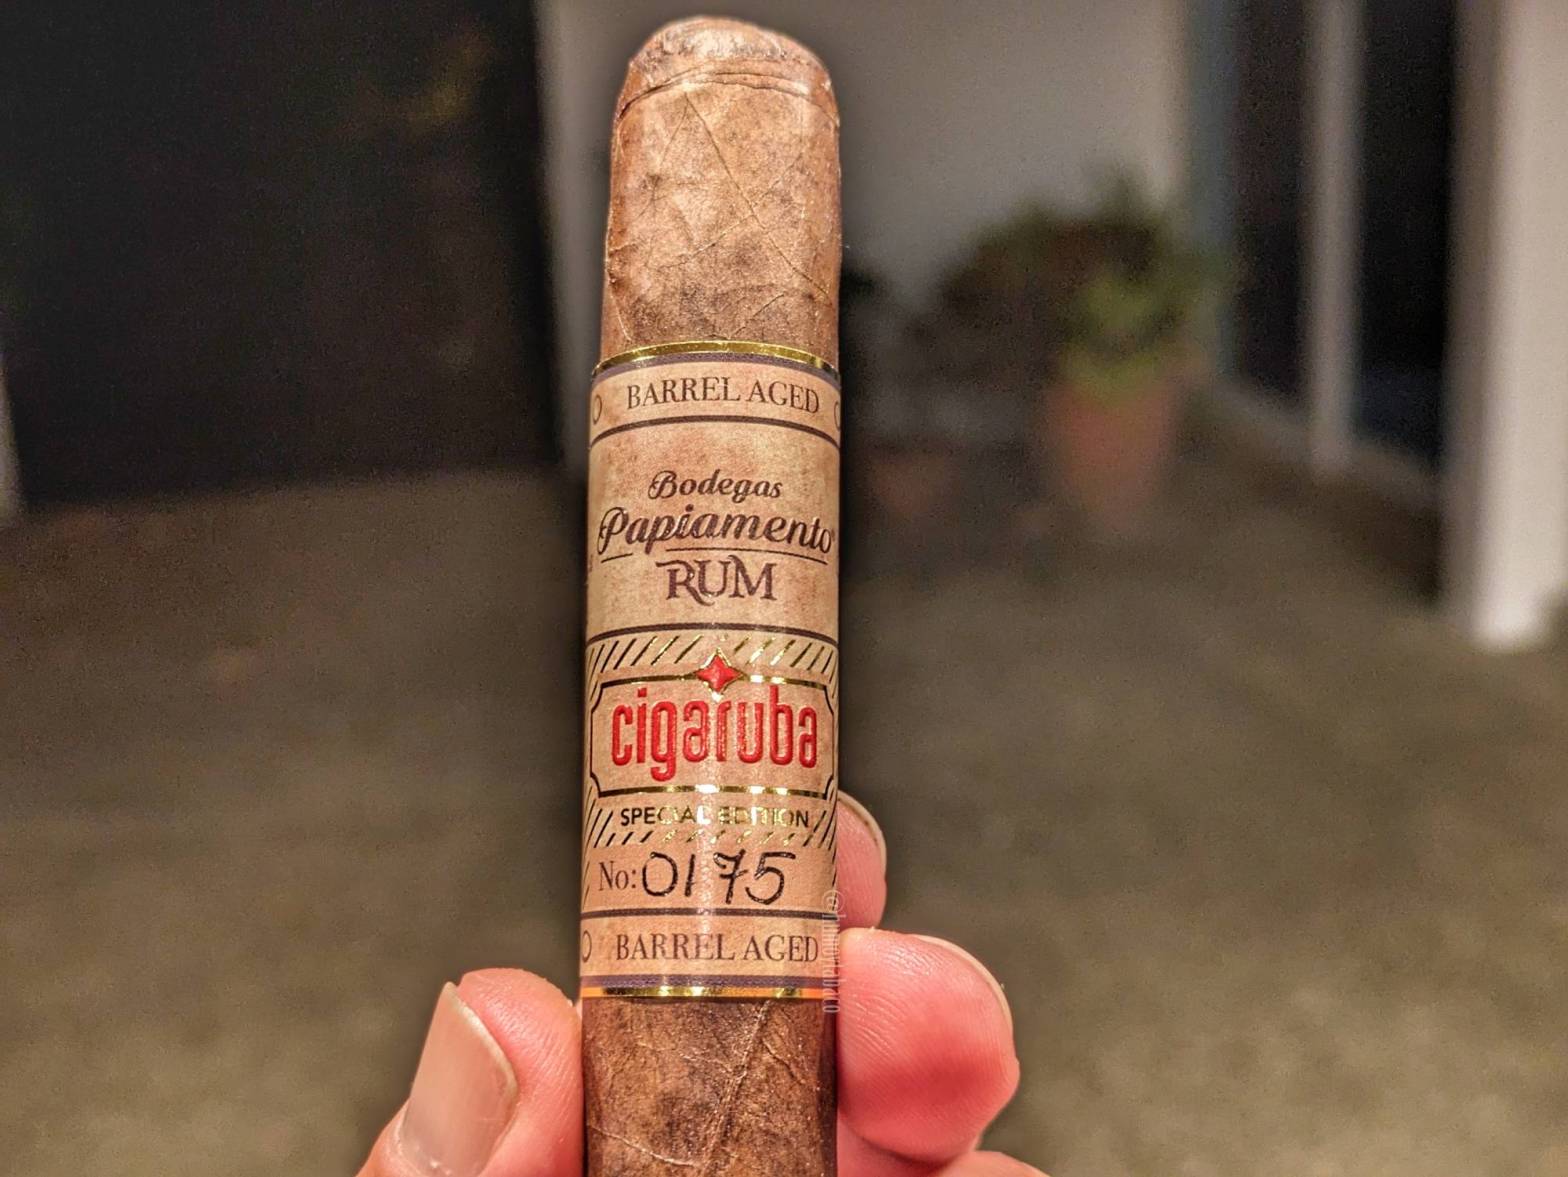 BARREL AGED
Bodegas
Papiamento
RUM
cigaruba
SPECIAL EDITION
No: 0175
BARREL AGED